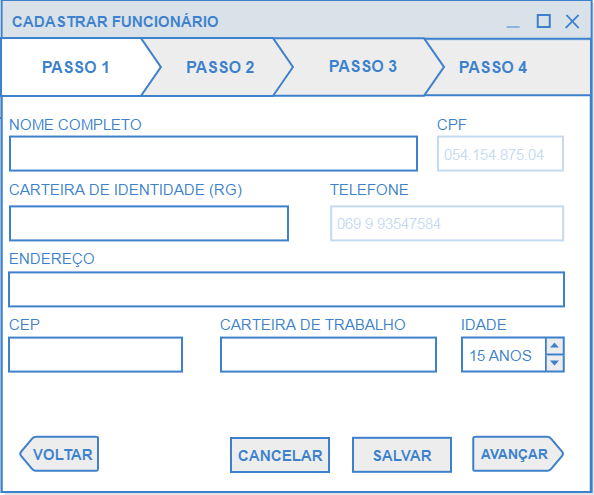 CADASTRAR FUNCIONÁRIO
PASSO 1 PASSO 2 PASSO 3 PASSO 4
NOME COMPLETO CPF
054.154.875.04
CARTEIRA DE IDENTIDADE (RG) TELEFONE
069 9 93547584
ENDEREÇO
CEP CARTEIRA DE TRABALHO IDADE
15 ANOS
VOLTAR CANCELAR SALVAR AVANÇAR